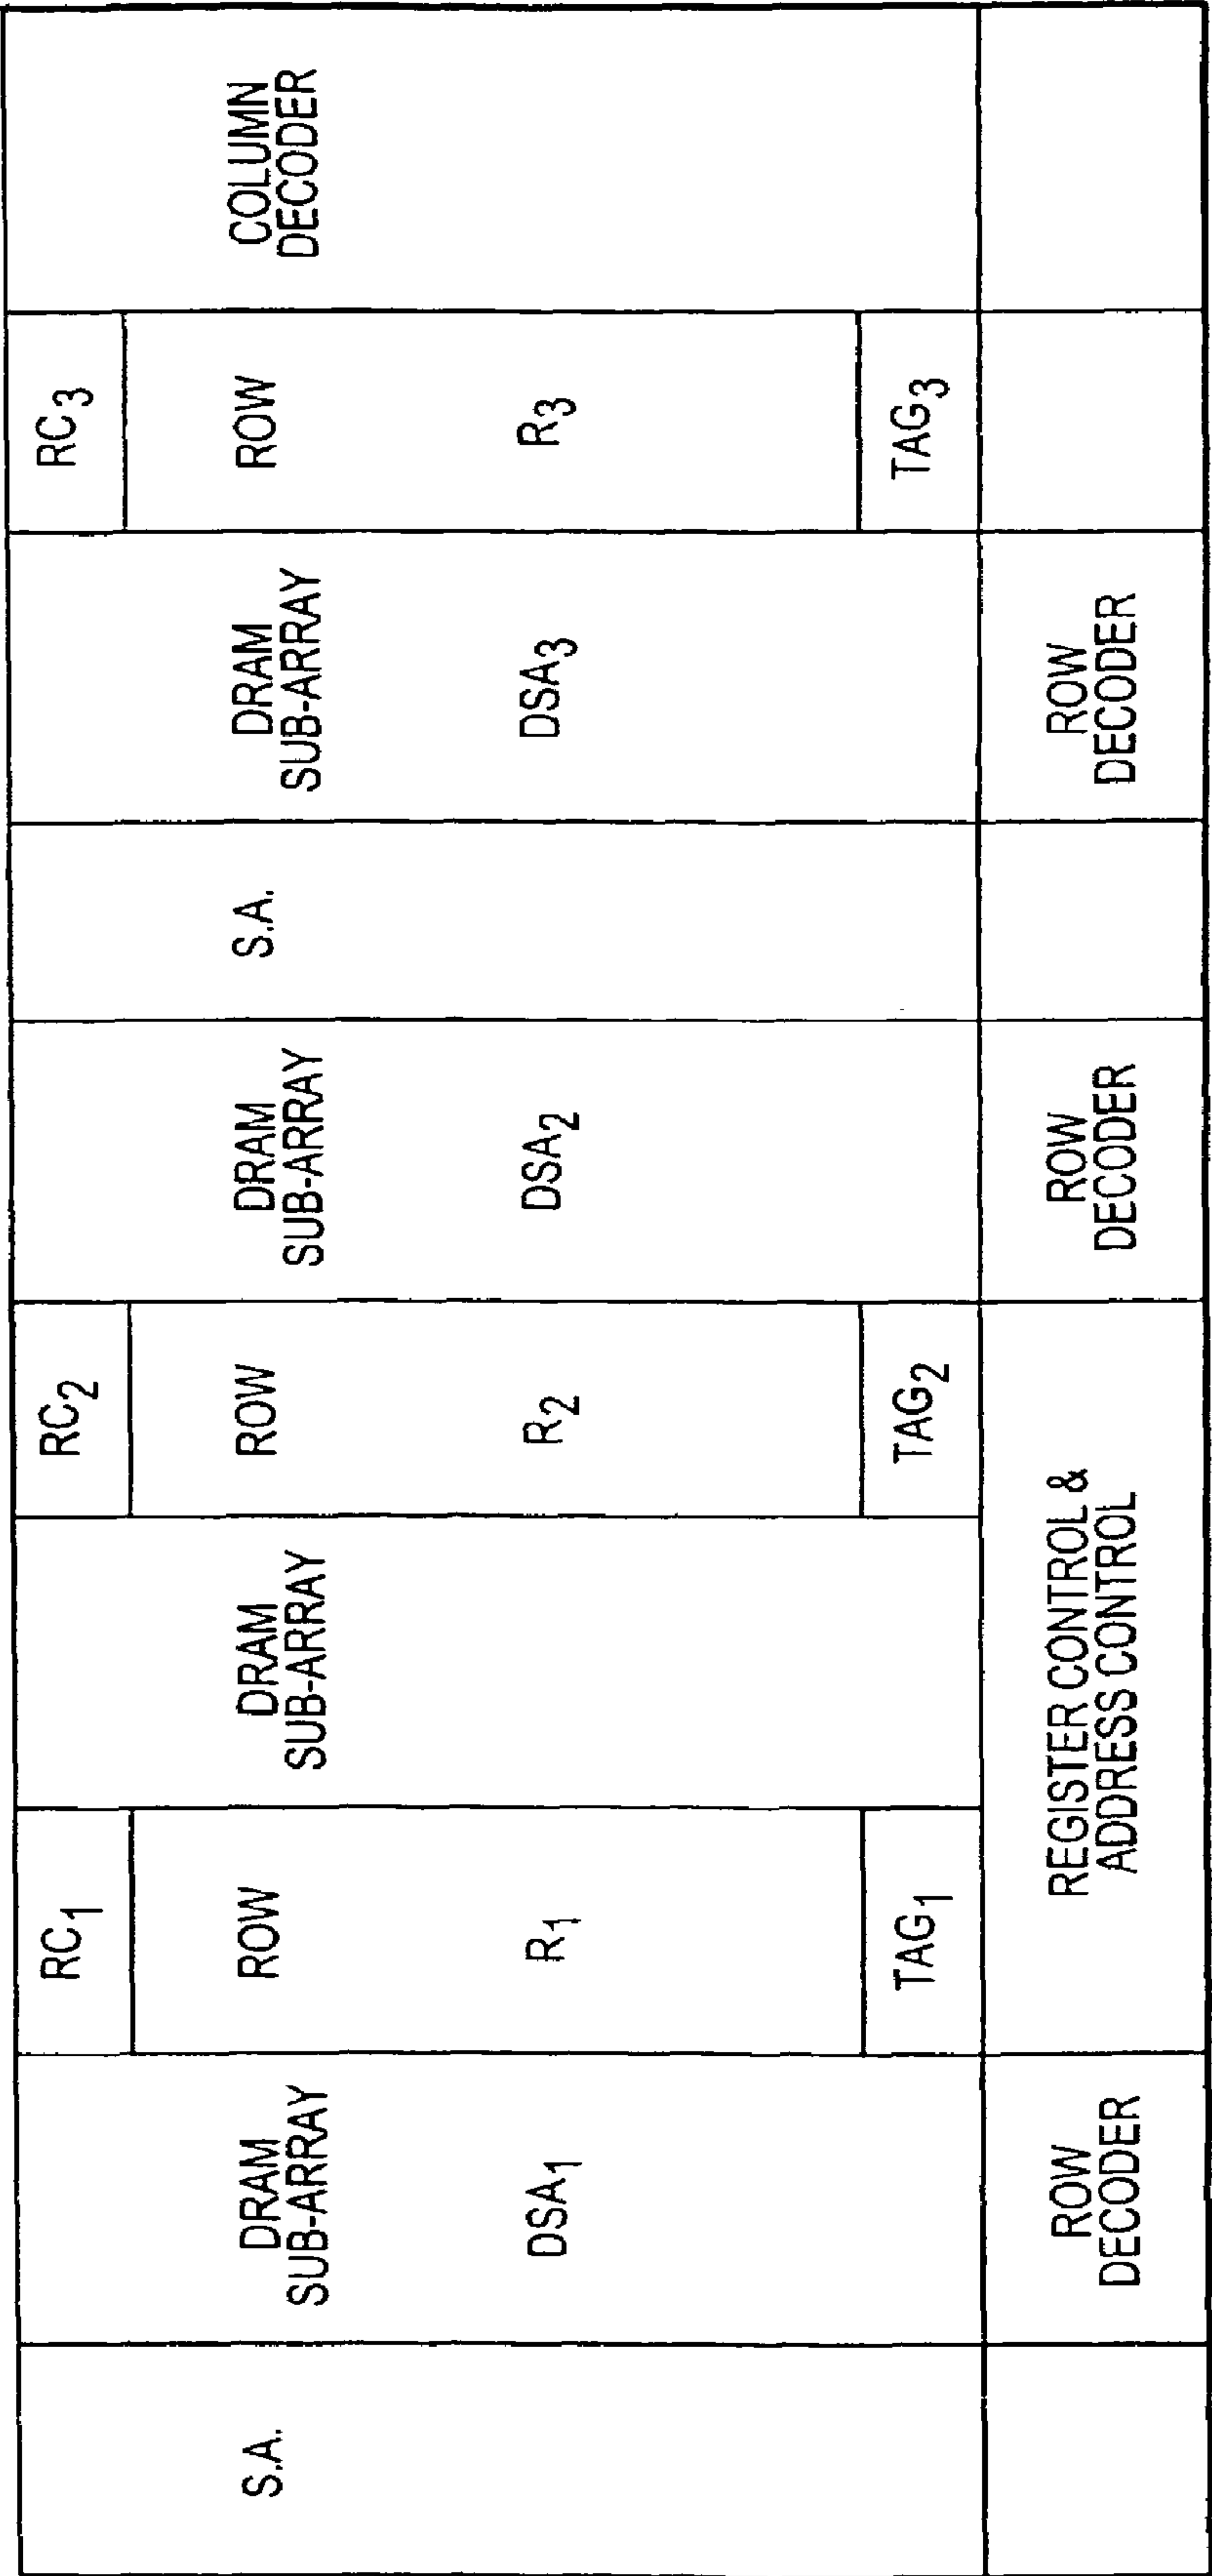 S.A.
DRAM
SUB-ARRAY
DSA1
ROW
DECODER
RC1
ROW
R1
TAG1
DRAM
SUB-ARRAY
RC2
ROW
R2
TAG2
REGISTER CONTROL &
ADDRESS CONTROL
DRAM
SUB-ARRAY
DSA2
ROW
DECODER
S.A.
DRAM
SUB-ARRAY
DSA3
ROW
DECODER
RC3
ROW
R3
TAG3
COLUMN
DECODER